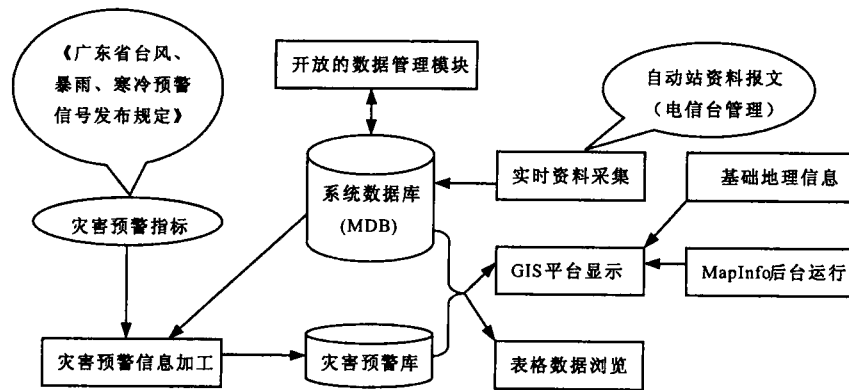 《广东省台风、
暴雨、寒冷预警
信号发布规定》
开放的数据管理模块
自动站资料报文
（电信台管理）
灾害预警指标
系统数据库
(MDB)
实时资料采集
基础地理信息
GIS平台显示
MapInfo后台运行
灾害预警信息加工
灾害预警库
表格数据浏览